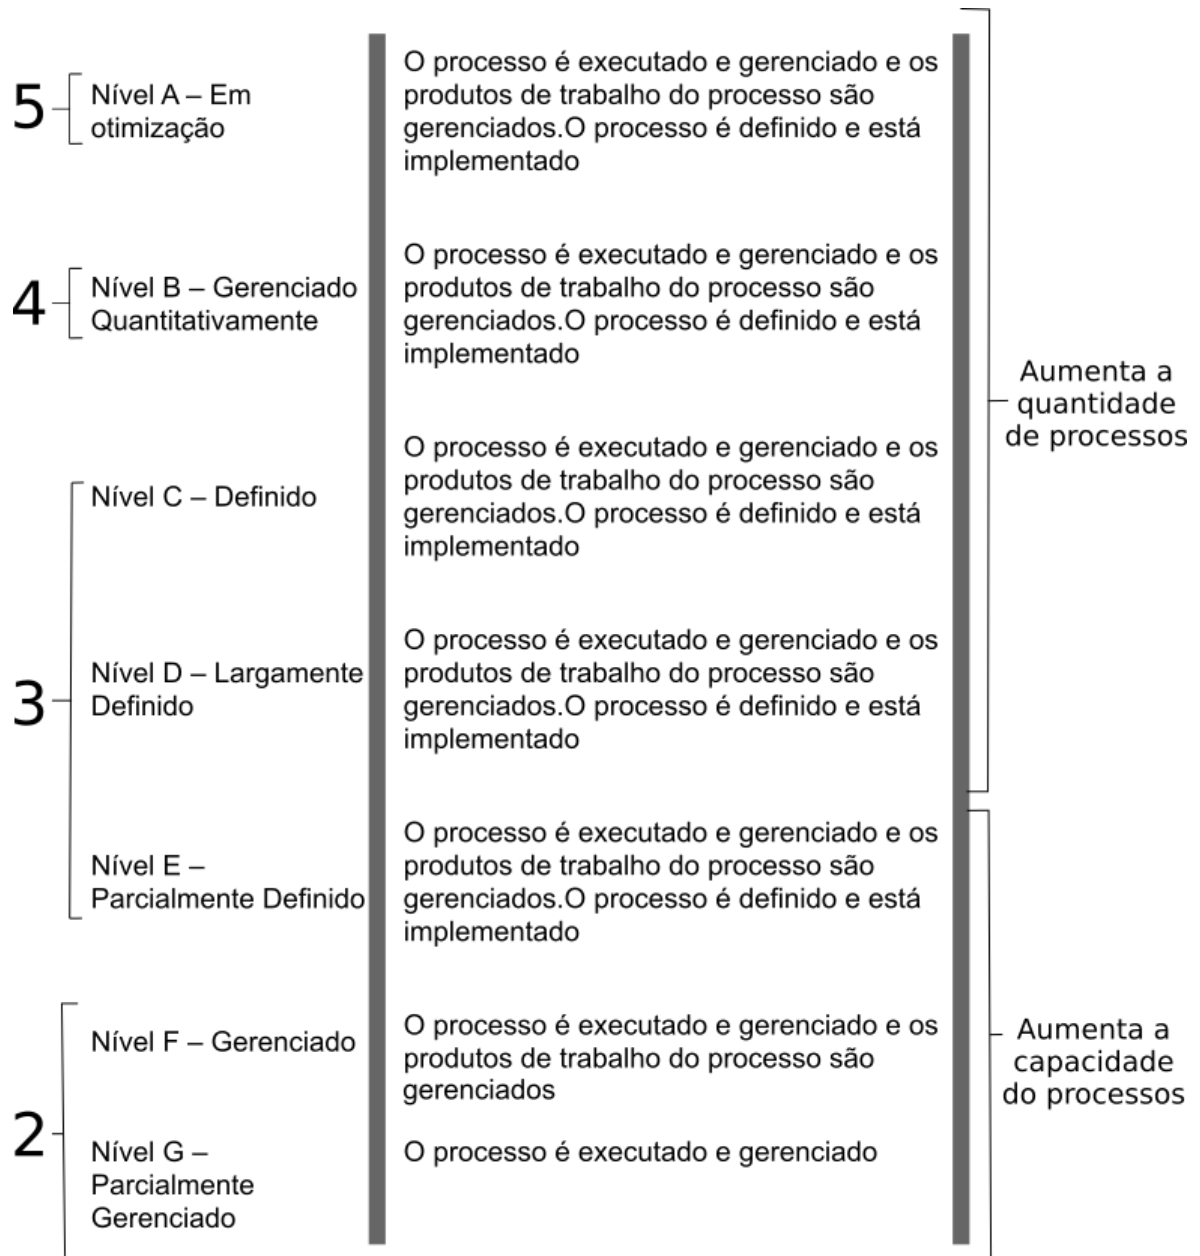 5
Nível A – Em
otimização
O processo é executado e gerenciado e os
produtos de trabalho do processo são
gerenciados.O processo é definido e está
implementado
4
Nível B – Gerenciado
Quantitativamente
O processo é executado e gerenciado e os
produtos de trabalho do processo são
gerenciados.O processo é definido e está
implementado
3
Nível C – Definido
O processo é executado e gerenciado e os
produtos de trabalho do processo são
gerenciados.O processo é definido e está
implementado
Nível D – Largamente
Definido
O processo é executado e gerenciado e os
produtos de trabalho do processo são
gerenciados.O processo é definido e está
implementado
Nível E –
Parcialmente Definido
O processo é executado e gerenciado e os
produtos de trabalho do processo são
gerenciados.O processo é definido e está
implementado
2
Nível F – Gerenciado
O processo é executado e gerenciado e os
produtos de trabalho do processo são
gerenciados
Nível G –
Parcialmente
Gerenciado
O processo é executado e gerenciado
Aumenta a
quantidade
de processos
Aumenta a
capacidade
do processos